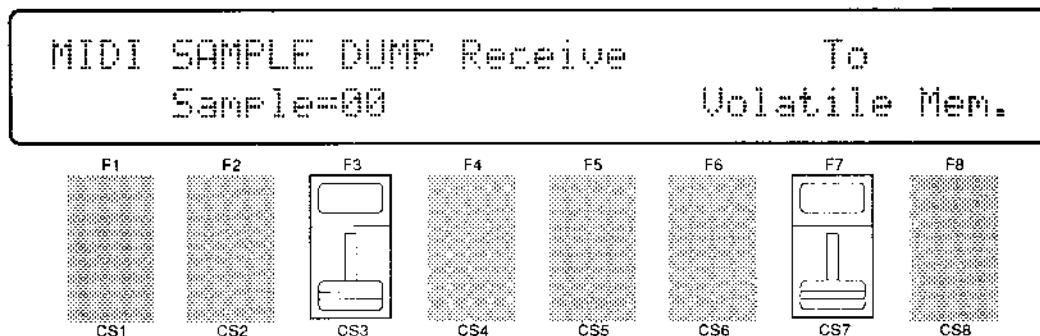 MIDI SAMPLE DUMP Receive To
Sample=00 Volatile Mem.
F1 F2 F3 F4 F5 F6 F7 F8
CS1 CS2 CS3 CS4 CS5 CS6 CS7 CS8